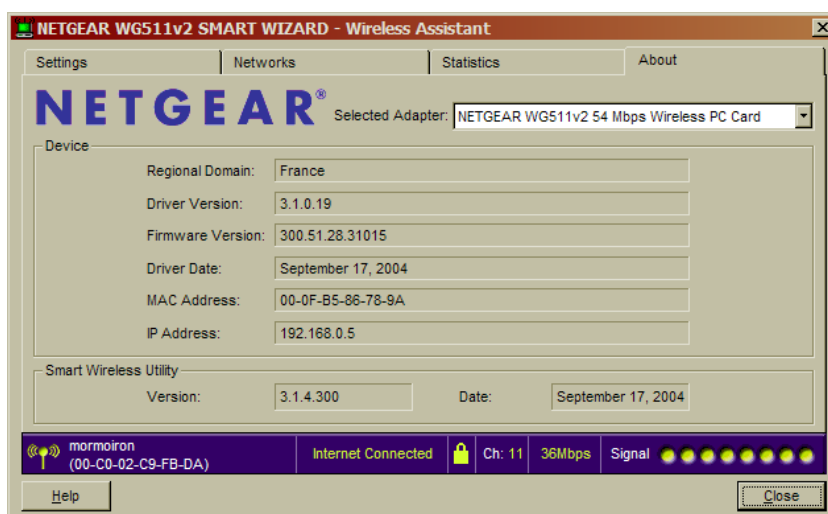 NETGEAR WG511v2 SMART WIZARD - Wireless Assistant
Settings Networks Statistics About
NETGEAR® Selected Adapter: NETGEAR WG511v2 54 Mbps Wireless PC Card
Device
Regional Domain: France
Driver Version: 3.1.0.19
Firmware Version: 300.51.28.31015
Driver Date: September 17, 2004
MAC Address: 00-0F-B5-86-78-9A
IP Address: 192.168.0.5
Smart Wireless Utility
Version: 3.1.4.300 Date: September 17, 2004
mormoiron
(00-C0-02-C9-FB-DA) Internet Connected Ch: 11 36Mbps Signal
Help Close